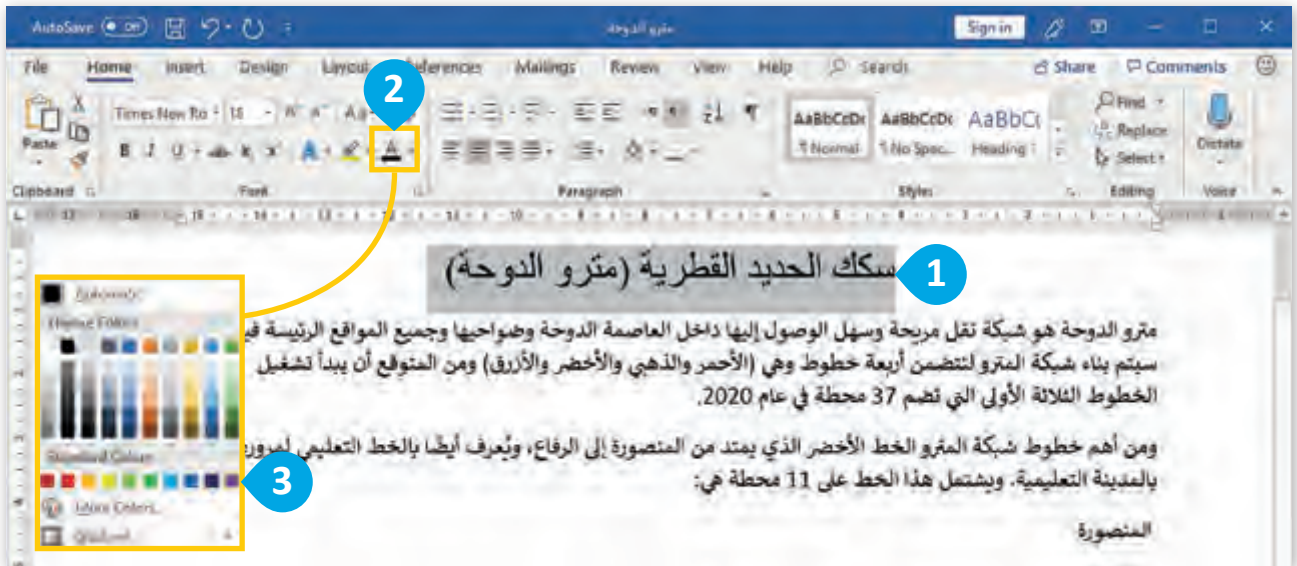 AutoSave Off مترو الدوحة Sign in
File Home Insert Design Layout References Mailings Review View Help Search Share Comments
2
Times New Ro 18 Find
AaBbCcDc AaBbCcDc AaBbCc Replace
Paste B I U ab x x A A Normal No Spac... Heading 1 Select Dictate
Clipboard Font Paragraph Styles Editing Voice
سكك الحديد القطرية (مترو الدوحة) 1
Automatic
Theme Colors
مترو الدوحة هو شبكة نقل مريحة وسهل الوصول إليها داخل العاصمة الدوحة وضواحيها وجميع المواقع الرئيسة
سيتم بناء شبكة المترو لتتضمن أربعة خطوط وهي (الأحمر والذهبي والأخضر والأزرق) ومن المتوقع أن يبدأ تشغيل
الخطوط الثلاثة الأولى التي تضم 37 محطة في عام 2020.
ومن أهم خطوط شبكة المترو الخط الأخضر الذي يمتد من المنصورة إلى الرفاع، ويُعرف أيضًا بالخط التعليمي
Standard Colors
بالمدينة التعليمية. ويشتمل هذا الخط على 11 محطة هي:
3
More Colors...
Gradient
المنصورة